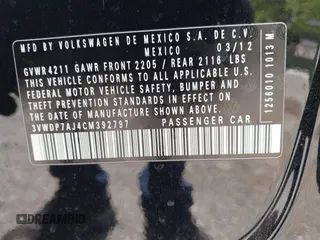 MFD BY VOLKSWAGEN DE MEXICO S.A. DE C.V.
MEXICO 03/12
GVWR 4211 GAWR FRONT 2205 / REAR 2116 LBS
THIS VEHICLE CONFORMS TO ALL APPLICABLE U.S.
FEDERAL MOTOR VEHICLE SAFETY, BUMPER AND
THEFT PREVENTION STANDARDS IN EFFECT ON
THE DATE OF MANUFACTURE SHOWN ABOVE.
3VWDP7AJ4CM392797 PASSENGER CAR
1256010 1013 M
DREAMBID